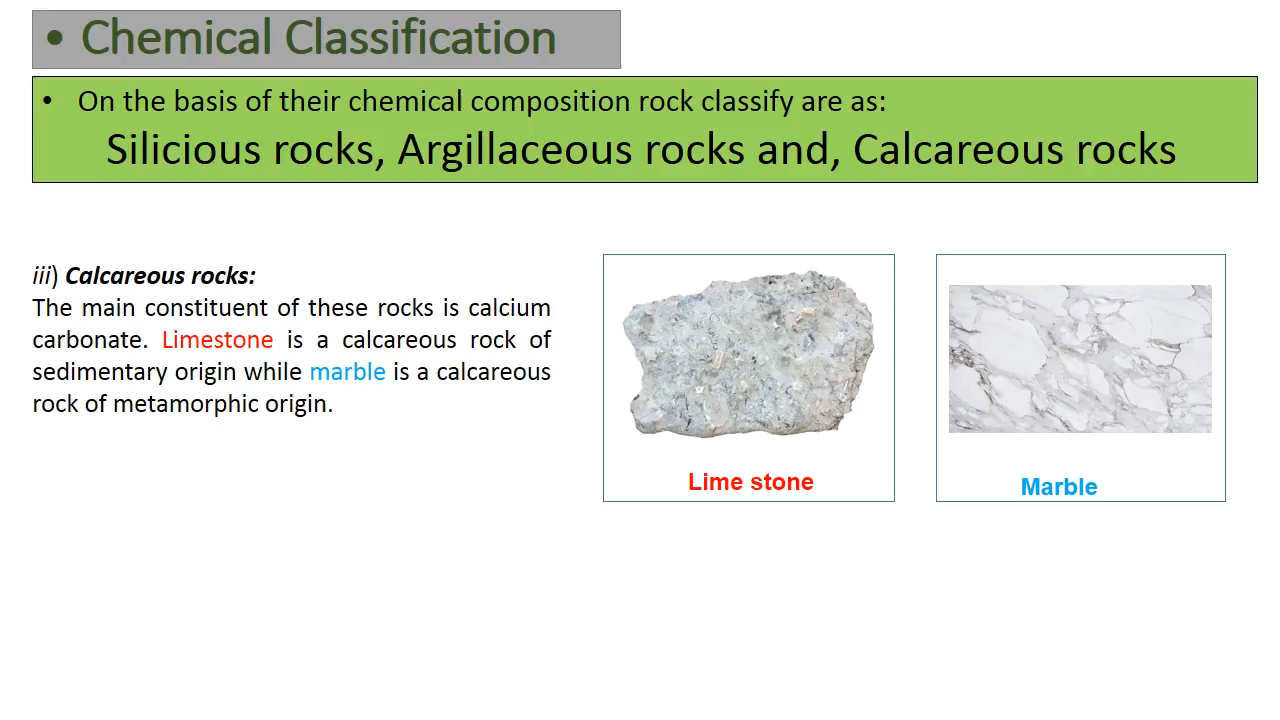 • Chemical Classification
• On the basis of their chemical composition rock classify are as:
Silicious rocks, Argillaceous rocks and, Calcareous rocks
iii) Calcareous rocks:
The main constituent of these rocks is calcium
carbonate. Limestone is a calcareous rock of
sedimentary origin while marble is a calcareous
rock of metamorphic origin.
Lime stone
Marble